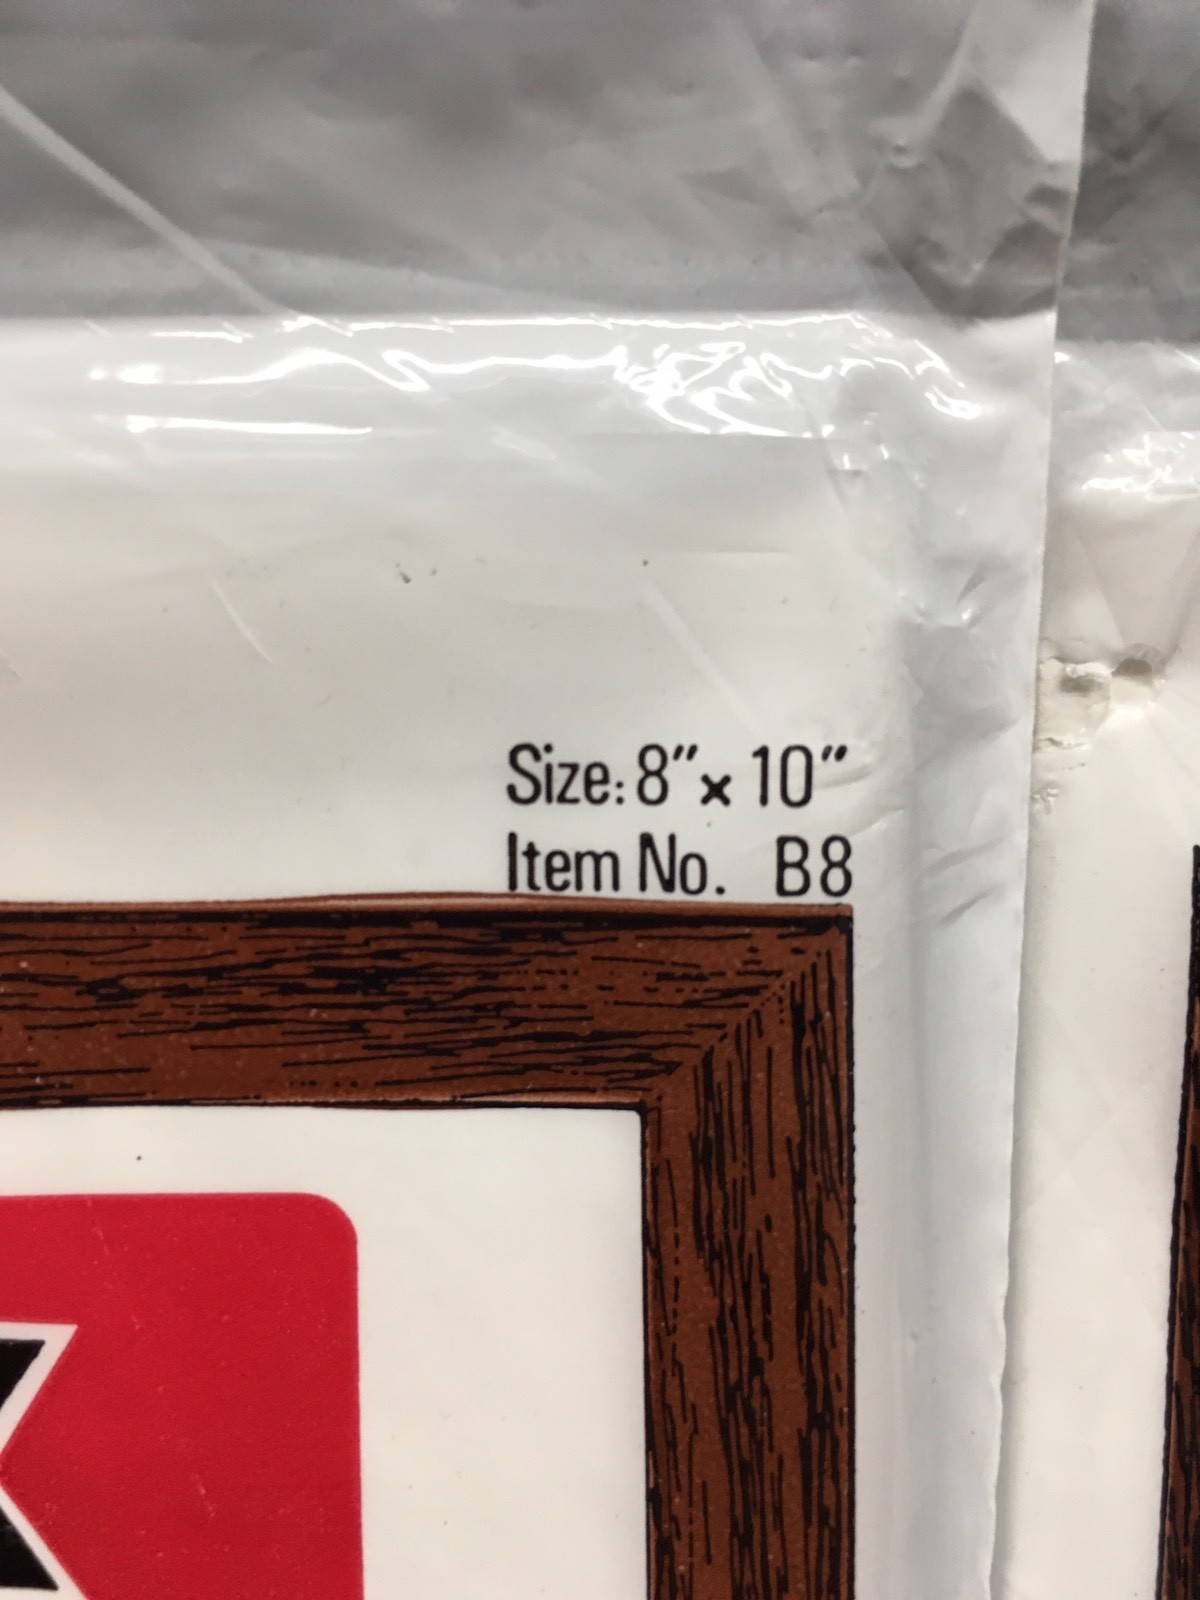 Size: 8" x 10"
Item No. B8